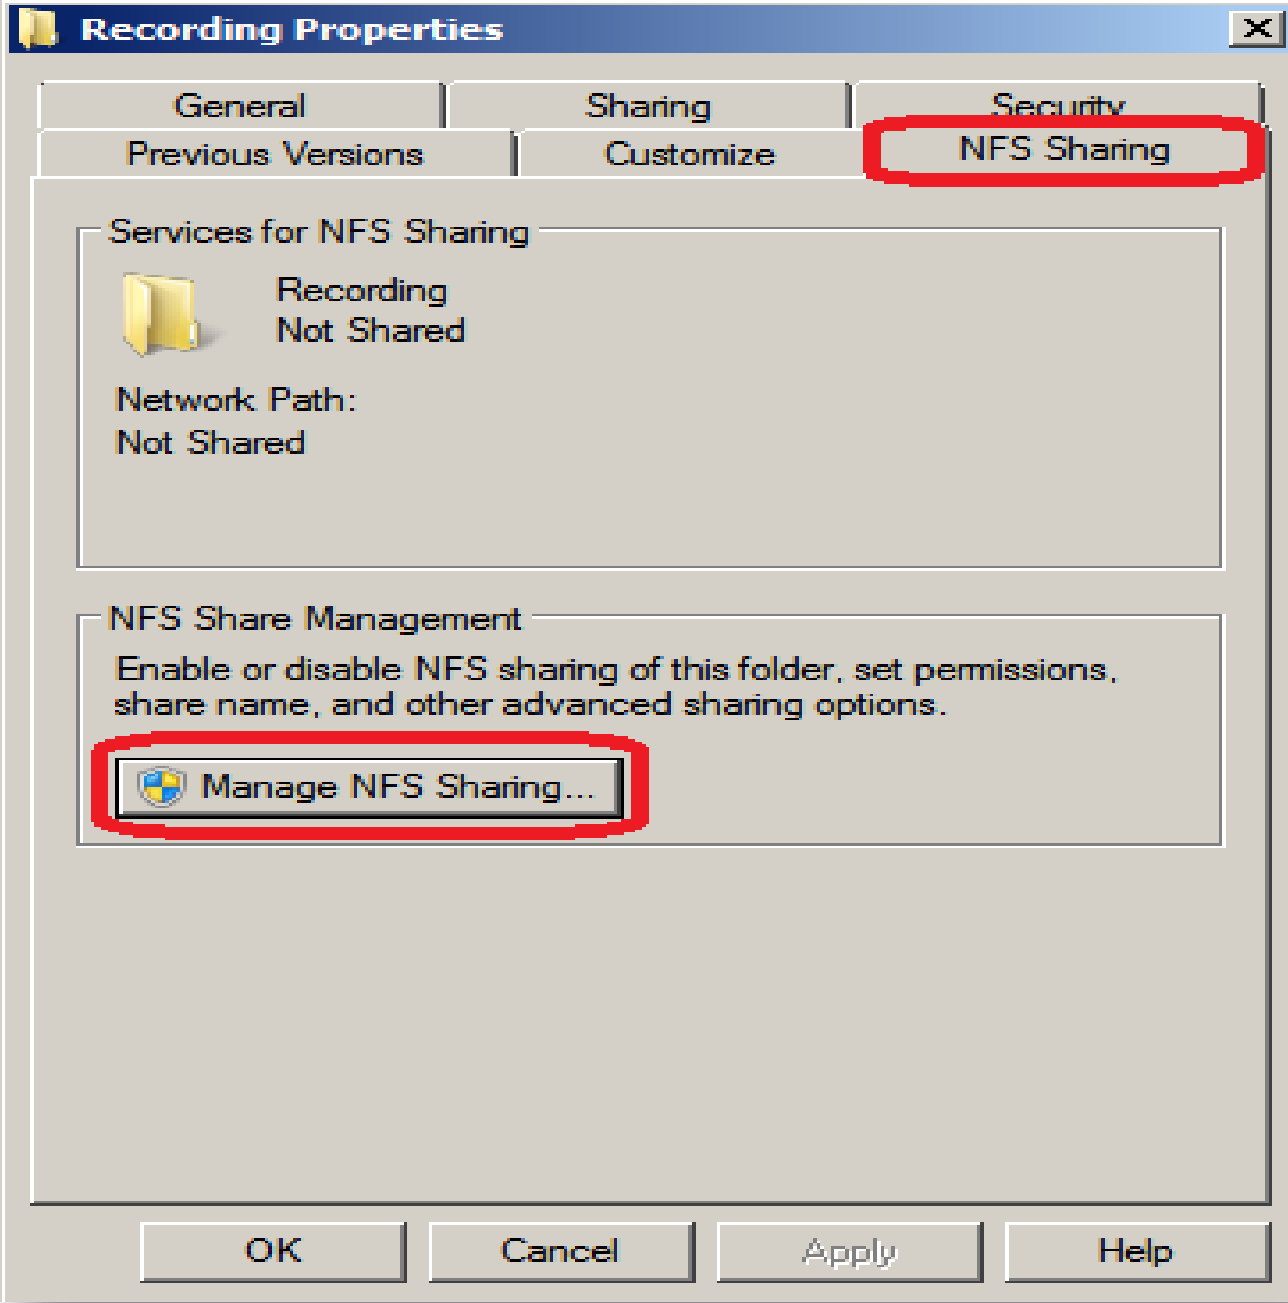 Recording Properties
General
Sharing
Security
Previous Versions
Customize
NFS Sharing
Services for NFS Sharing
Recording
Not Shared
Network Path:
Not Shared
NFS Share Management
Enable or disable NFS sharing of this folder, set permissions,
share name, and other advanced sharing options.
Manage NFS Sharing...
OK
Cancel
Apply
Help